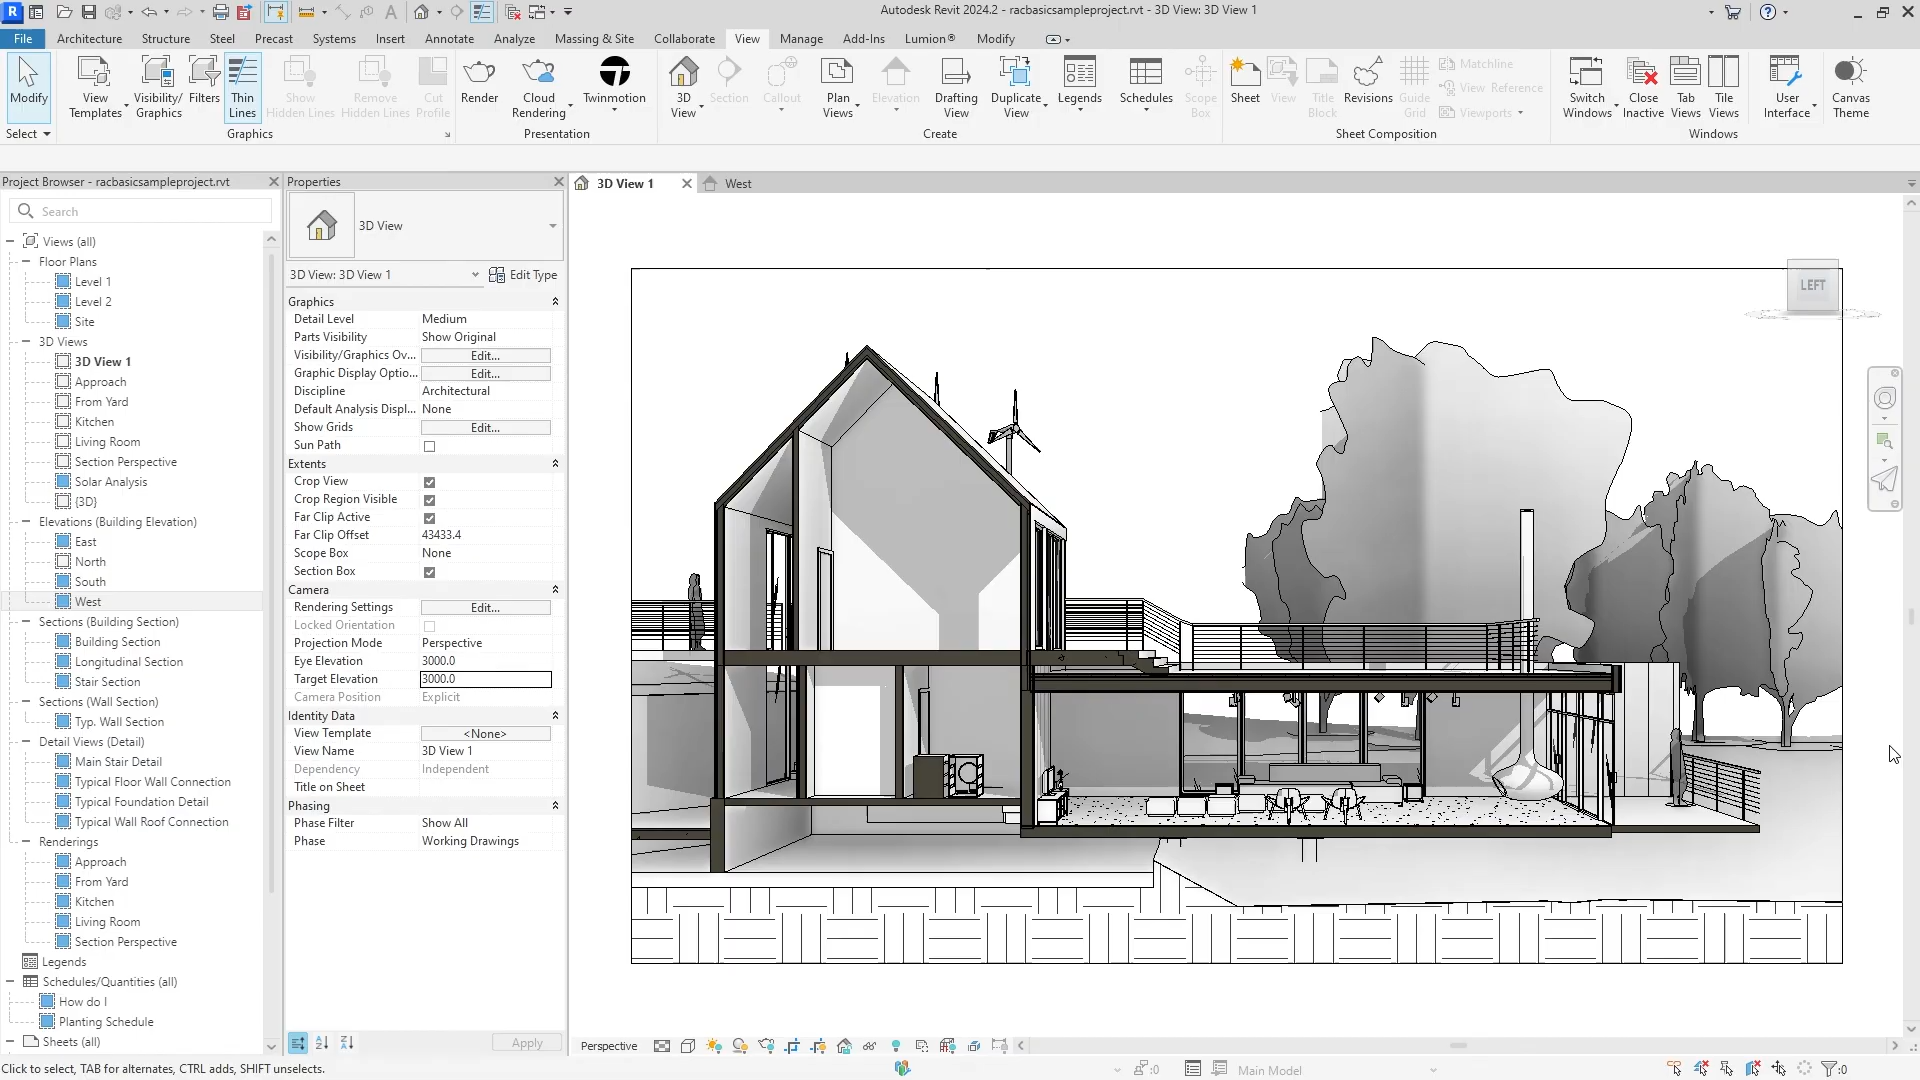 Autodesk Revit 2024.2 - racbasicsampleproject.rvt - 3D View: 3D View 1
File Architecture Structure Steel Precast Systems Insert Annotate Analyze Massing & Site Collaborate View Manage Add-Ins Lumion® Modify
Modify
View Templates
Visibility/ Graphics
Filters
Thin Lines
Show Hidden Lines
Remove Hidden Lines
Cut Profile
Render
Cloud Rendering
Twinmotion
3D View
Section
Callout
Plan Views
Elevation
Drafting View
Duplicate View
Legends
Schedules
Scope Box
Sheet
View
Title Block
Revisions
Guide Grid
Matchline
View Reference
Viewports
Switch Windows
Close Inactive
Tab Views
Tile Views
User Interface
Canvas Theme
Select Graphics Presentation Create Sheet Composition Windows
Project Browser - racbasicsampleproject.rvt
Search
Views (all)
Floor Plans
Level 1
Level 2
Site
3D Views
3D View 1
Approach
From Yard
Kitchen
Living Room
Section Perspective
Solar Analysis
{3D}
Elevations (Building Elevation)
East
North
South
West
Sections (Building Section)
Building Section
Longitudinal Section
Stair Section
Sections (Wall Section)
Typ. Wall Section
Detail Views (Detail)
Main Stair Detail
Typical Floor Wall Connection
Typical Foundation Detail
Typical Wall Roof Connection
Renderings
Approach
From Yard
Kitchen
Living Room
Section Perspective
Legends
Schedules/Quantities (all)
How do I
Planting Schedule
Sheets (all)
Properties
3D View
3D View: 3D View 1 Edit Type
Graphics
Detail Level Medium
Parts Visibility Show Original
Visibility/Graphics Ov... Edit...
Graphic Display Optio... Edit...
Discipline Architectural
Default Analysis Displ... None
Show Grids Edit...
Sun Path
Extents
Crop View
Crop Region Visible
Far Clip Active
Far Clip Offset 43433.4
Scope Box None
Section Box
Camera
Rendering Settings Edit...
Locked Orientation
Projection Mode Perspective
Eye Elevation 3000.0
Target Elevation 3000.0
Camera Position Explicit
Identity Data
View Template <None>
View Name 3D View 1
Dependency Independent
Title on Sheet
Phasing
Phase Filter Show All
Phase Working Drawings
Apply
3D View 1 West
LEFT
Perspective
Click to select, TAB for alternates, CTRL adds, SHIFT unselects.
:0
Main Model
:0